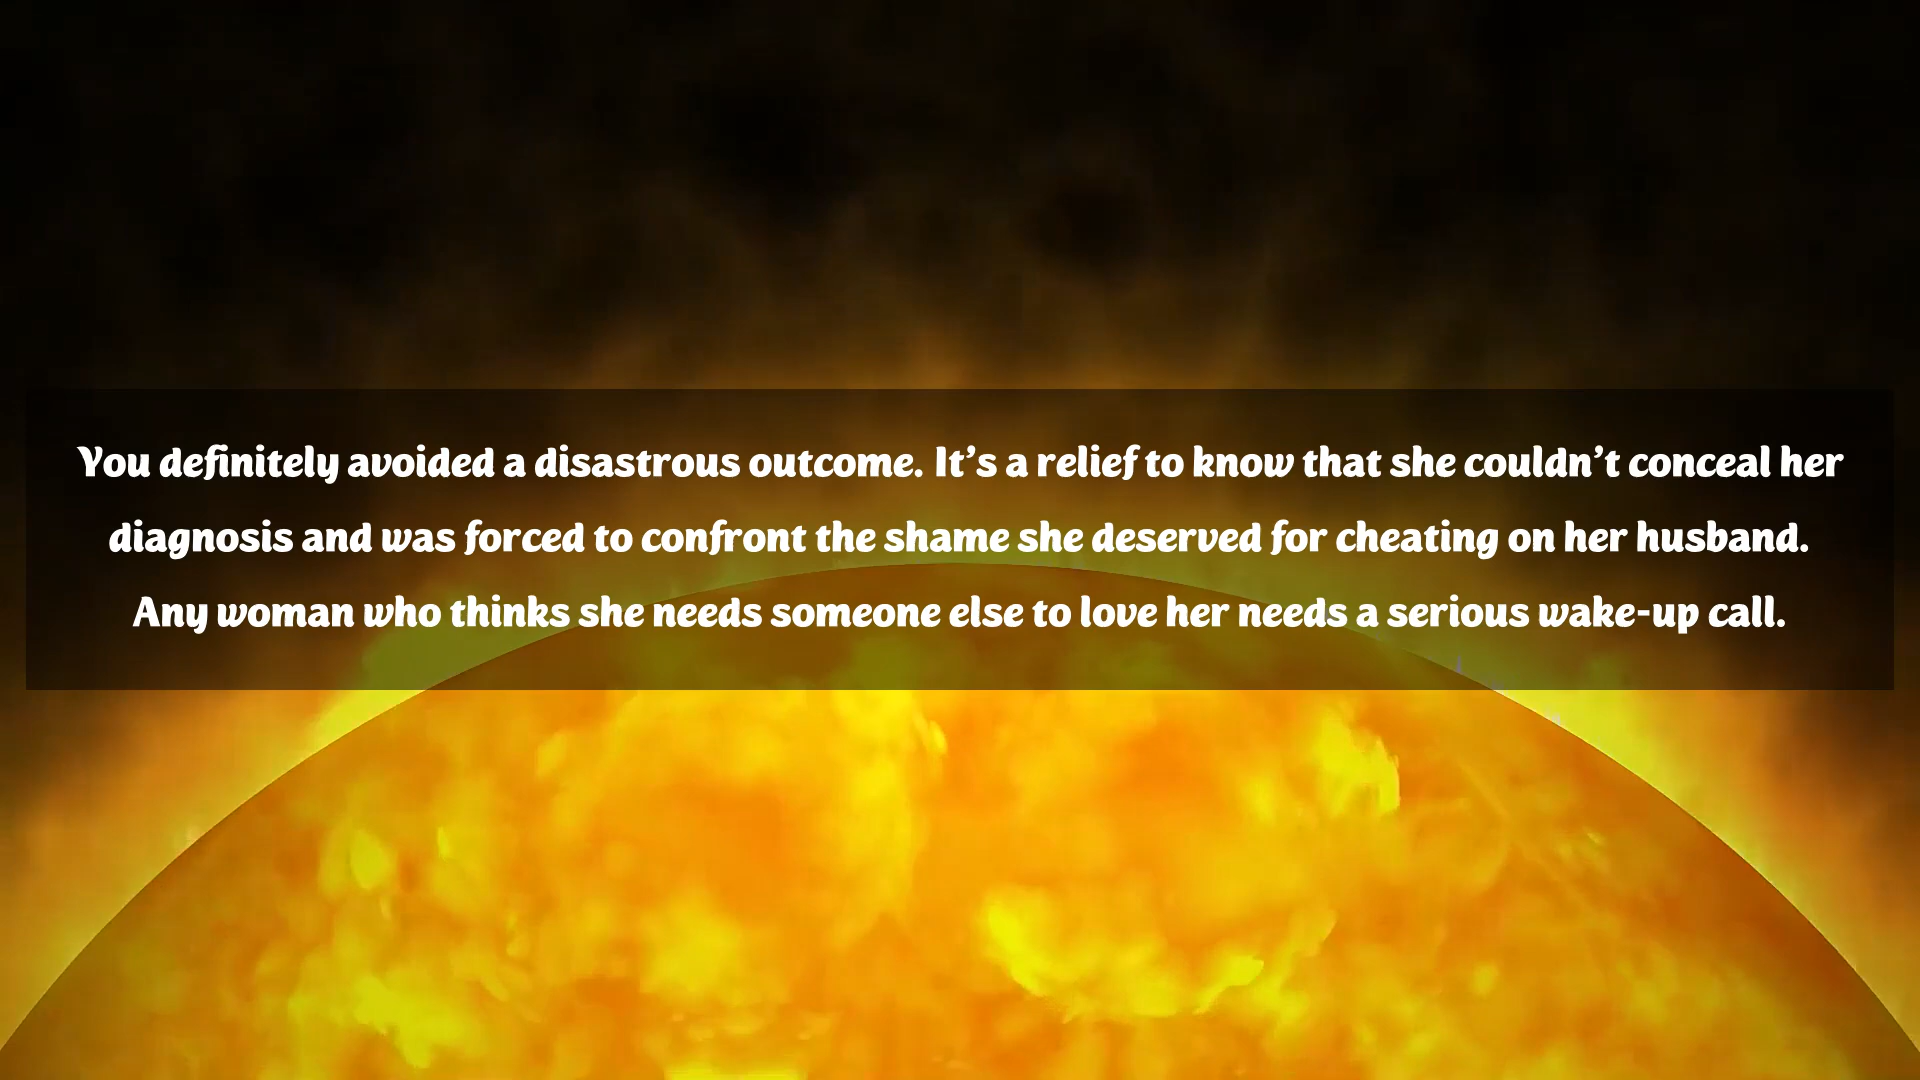 You definitely avoided a disastrous outcome. It’s a relief to know that she couldn’t conceal her
diagnosis and was forced to confront the shame she deserved for cheating on her husband.
Any woman who thinks she needs someone else to love her needs a serious wake-up call.